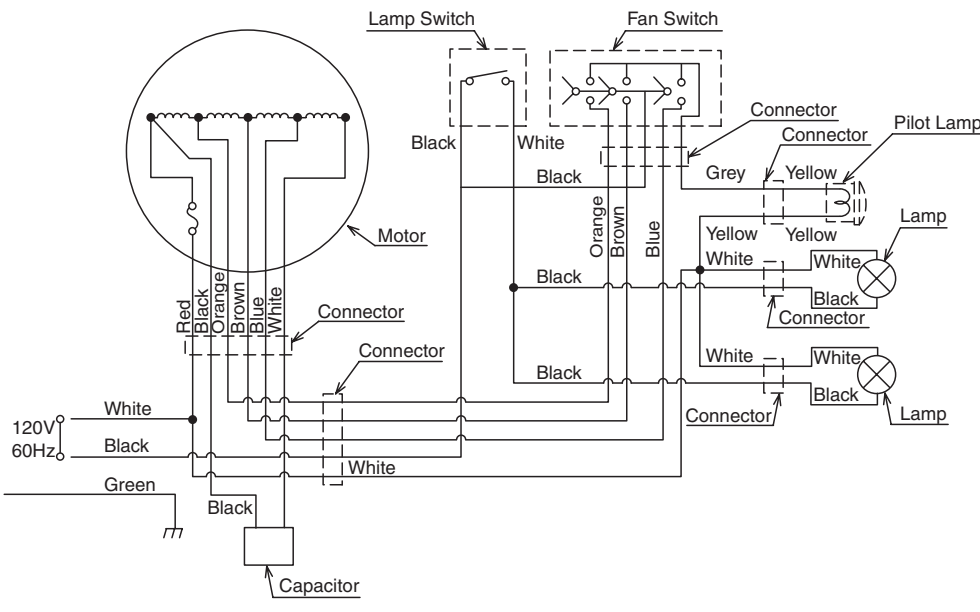 Lamp Switch
Fan Switch
Connector
Connector
Pilot Lamp
Black
White
Black
Grey
Yellow
Lamp
Motor
Orange
Brown
Blue
Yellow
Yellow
White
White
Black
Black
Connector
Red
Black
Orange
Brown
Blue
White
Connector
Connector
White
White
Black
Black
Connector
Lamp
White
120V
60Hz
Black
White
Green
Black
Capacitor